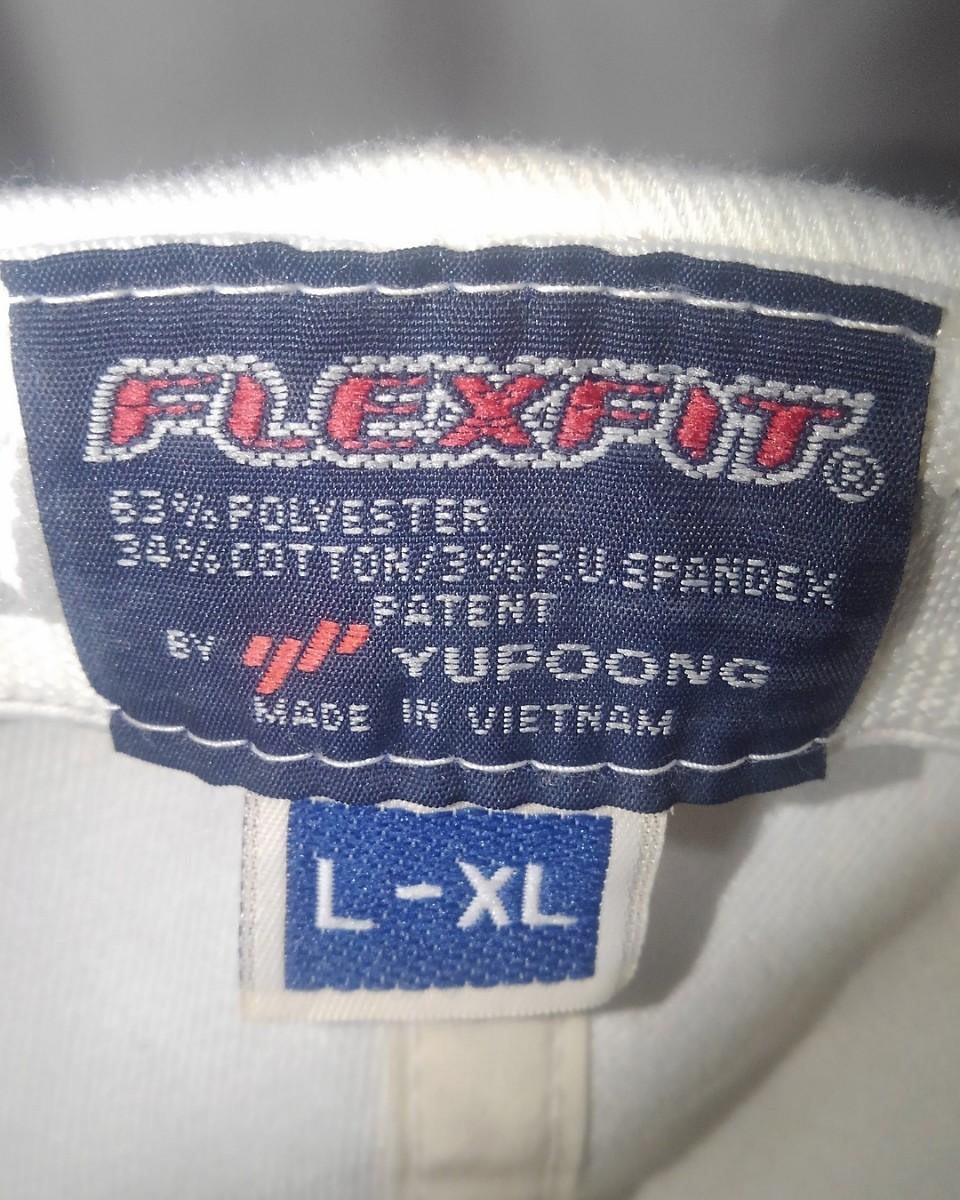 FLEXFIT®
63% POLYESTER
34% COTTON/3% P.U.SPANDEX
PATENT
BY YUPOONG
MADE IN VIETNAM
L-XL